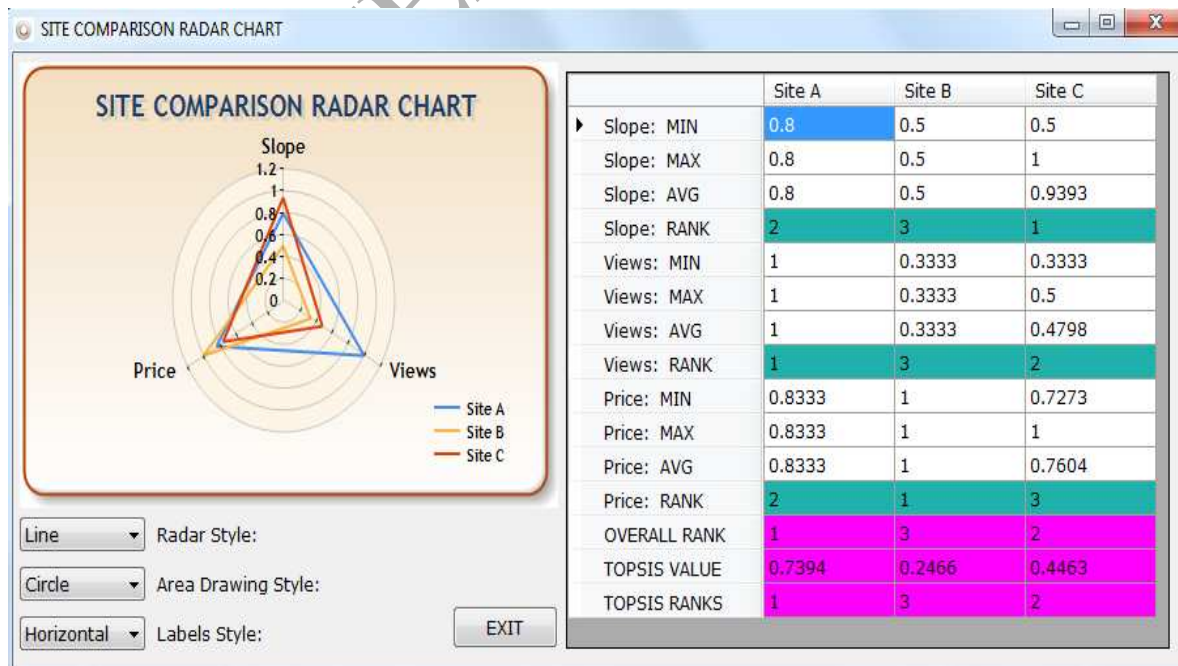 SITE COMPARISON RADAR CHART
SITE COMPARISON RADAR CHART
Slope
1.2
1
0.8
0.6
0.4
0.2
0
Price
Views
Site A
Site B
Site C
Line Radar Style:
Circle Area Drawing Style:
Horizontal Labels Style:
EXIT
Site A Site B Site C
Slope: MIN 0.8 0.5 0.5
Slope: MAX 0.8 0.5 1
Slope: AVG 0.8 0.5 0.9393
Slope: RANK 2 3 1
Views: MIN 1 0.3333 0.3333
Views: MAX 1 0.3333 0.5
Views: AVG 1 0.3333 0.4798
Views: RANK 1 3 2
Price: MIN 0.8333 1 0.7273
Price: MAX 0.8333 1 1
Price: AVG 0.8333 1 0.7604
Price: RANK 2 1 3
OVERALL RANK 1 3 2
TOPSIS VALUE 0.7394 0.2466 0.4463
TOPSIS RANKS 1 3 2